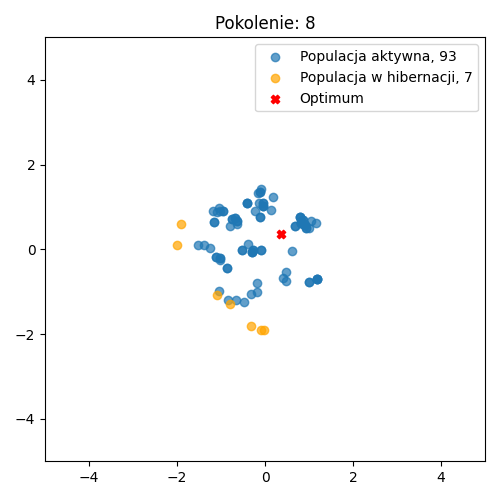 Pokolenie: 8
Populacja aktywna, 93
Populacja w hibernacji, 7
Optimum
4
2
0
−2
−4
−4
−2
0
2
4